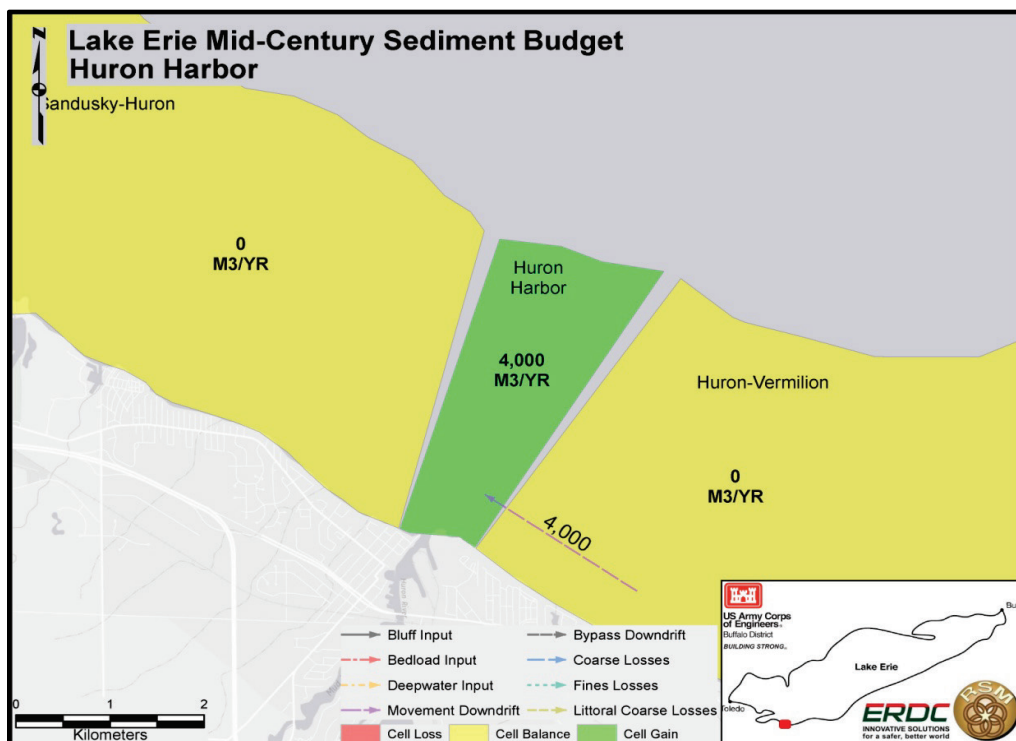 Lake Erie Mid-Century Sediment Budget
Huron Harbor
N
Sandusky-Huron
0
M3/YR
Huron
Harbor
4,000
M3/YR
Huron-Vermilion
0
M3/YR
4,000
Bluff Input
Bypass Downdrift
Bedload Input
Coarse Losses
Deepwater Input
Fines Losses
Movement Downdrift
Littoral Coarse Losses
Cell Loss
Cell Balance
Cell Gain
0 1 2
Kilometers
US Army Corps
of Engineers®
Buffalo District
BUILDING STRONG®
Bu
Lake Erie
Toledo
ERDC
INNOVATIVE SOLUTIONS
for a safer, better world
RSM